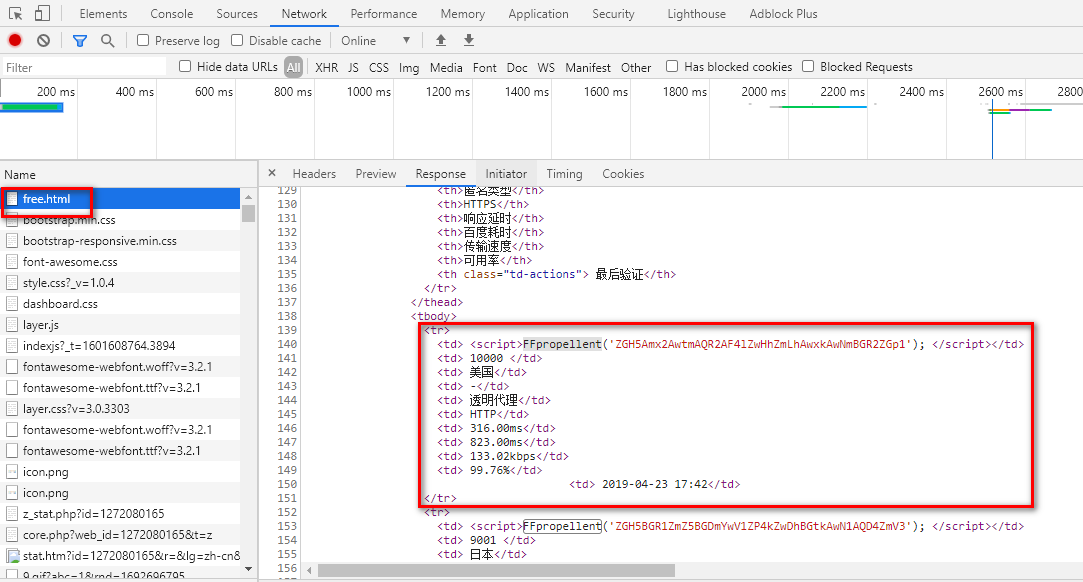 Elements Console Sources Network Performance Memory Application Security Lighthouse Adblock Plus
Preserve log Disable cache Online
Filter Hide data URLs All XHR JS CSS Img Media Font Doc WS Manifest Other Has blocked cookies Blocked Requests
200 ms 400 ms 600 ms 800 ms 1000 ms 1200 ms 1400 ms 1600 ms 1800 ms 2000 ms 2200 ms 2400 ms 2600 ms 2800
Name
free.html
bootstrap.min.css
bootstrap-responsive.min.css
font-awesome.css
style.css?_v=1.0.4
dashboard.css
layer.js
indexjs?_t=1601608764.3894
fontawesome-webfont.woff?v=3.2.1
fontawesome-webfont.ttf?v=3.2.1
layer.css?v=3.0.3303
fontawesome-webfont.woff?v=3.2.1
fontawesome-webfont.ttf?v=3.2.1
icon.png
icon.png
z_stat.php?id=1272080165
core.php?web_id=1272080165&t=z
stat.htm?id=1272080165&r=&lg=zh-cn&
9.gif?abc=1&rnd=1692696795
× Headers Preview Response Initiator Timing Cookies
129 <th>匿名类型</th>
130 <th>HTTPS</th>
131 <th>响应延时</th>
132 <th>百度耗时</th>
133 <th>传输速度</th>
134 <th>可用率</th>
135 <th class="td-actions"> 最后验证</th>
136 </tr>
137 </thead>
138 <tbody>
139 <tr>
140 <td> <script>FFpropellent('ZGH5Amx2AwtmAQR2AF4lZwHhZmLhAwxkAwNmBGR2ZGp1'); </script></td>
141 <td> 10000 </td>
142 <td> 美国</td>
143 <td> -</td>
144 <td> 透明代理</td>
145 <td> HTTP</td>
146 <td> 316.00ms</td>
147 <td> 823.00ms</td>
148 <td> 133.02kbps</td>
149 <td> 99.76%</td>
150 <td> 2019-04-23 17:42</td>
151 </tr>
152 <tr>
153 <td> <script>FFpropellent('ZGH5BGR1ZmZ5BGDmYwV1ZP4kZwDhBGtkAwN1AQD4ZmV3'); </script></td>
154 <td> 9001 </td>
155 <td> 日本</td>
156